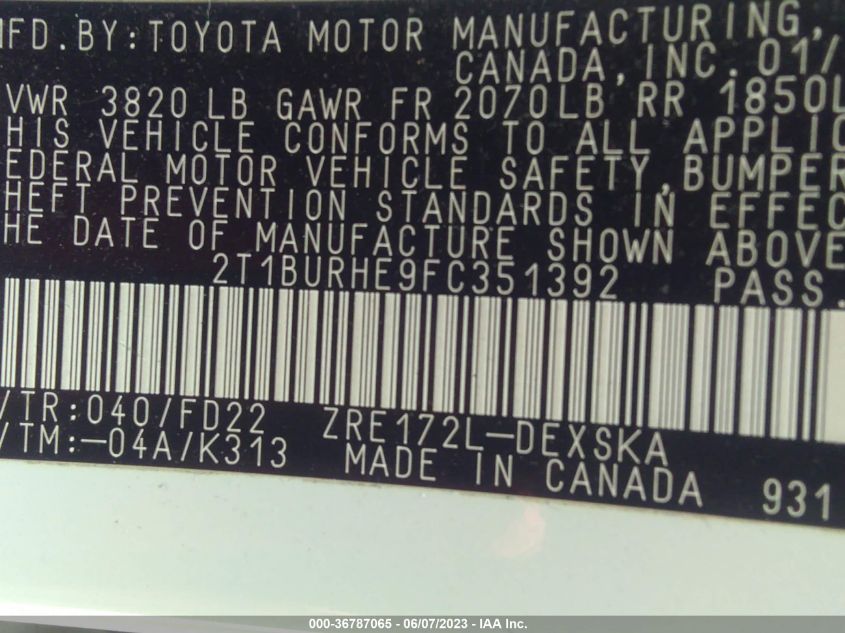 MFD.BY:TOYOTA MOTOR MANUFACTURING,
CANADA,INC. 01/
VWR 3820 LB GAWR FR 2070LB RR 1850L
HIS VEHICLE CONFORMS TO ALL APPLIC
EDERAL MOTOR VEHICLE SAFETY,BUMPER
HEFT PREVENTION STANDARDS IN EFFEC
HE DATE OF MANUFACTURE SHOWN ABOVE
2T1BURHE9FC351392 PASS.
/TR:040/FD22 ZRE172L-DEXSKA
/TM:-04A/K313 MADE IN CANADA 931
000-36787065 - 06/07/2023 - IAA Inc.